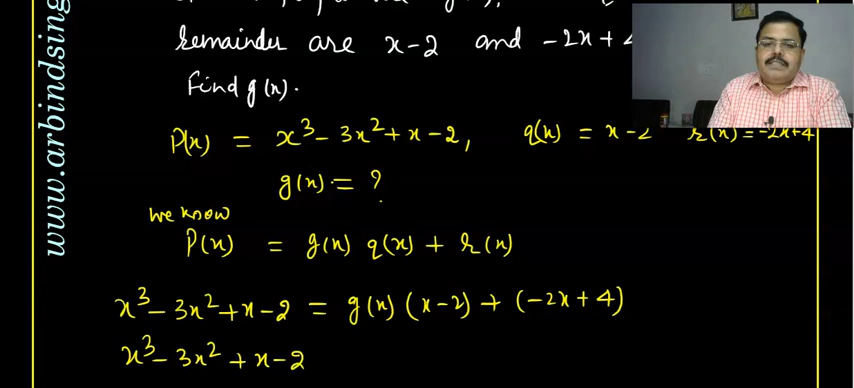 remainder are x-2 and -2x+4
Find g(x).
P(x) = x³-3x²+x-2, q(x) = x-2 r(x)=-2x+4
g(x) = ?
we know
P(x) = g(x) q(x) + r(x)
x³-3x²+x-2 = g(x)(x-2)+(-2x+4)
x³-3x²+x-2
www.arbindsing